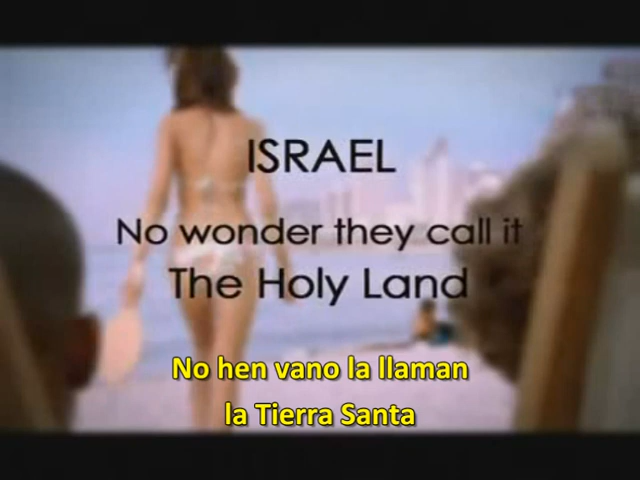 ISRAEL
No wonder they call it
The Holy Land
No hen vano la llaman
la Tierra Santa